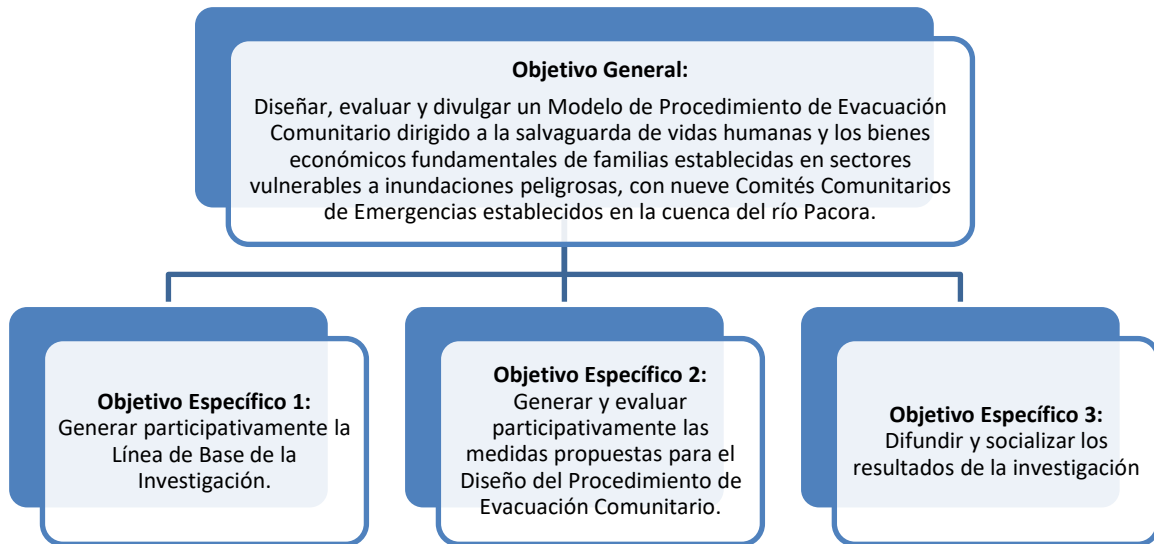 Objetivo General:
Diseñar, evaluar y divulgar un Modelo de Procedimiento de Evacuación
Comunitario dirigido a la salvaguarda de vidas humanas y los bienes
económicos fundamentales de familias establecidas en sectores
vulnerables a inundaciones peligrosas, con nueve Comités Comunitarios
de Emergencias establecidos en la cuenca del río Pacora.
Objetivo Específico 1:
Generar participativamente la
Línea de Base de la
Investigación.
Objetivo Específico 2:
Generar y evaluar
participativamente las
medidas propuestas para el
Diseño del Procedimiento de
Evacuación Comunitario.
Objetivo Específico 3:
Difundir y socializar los
resultados de la investigación